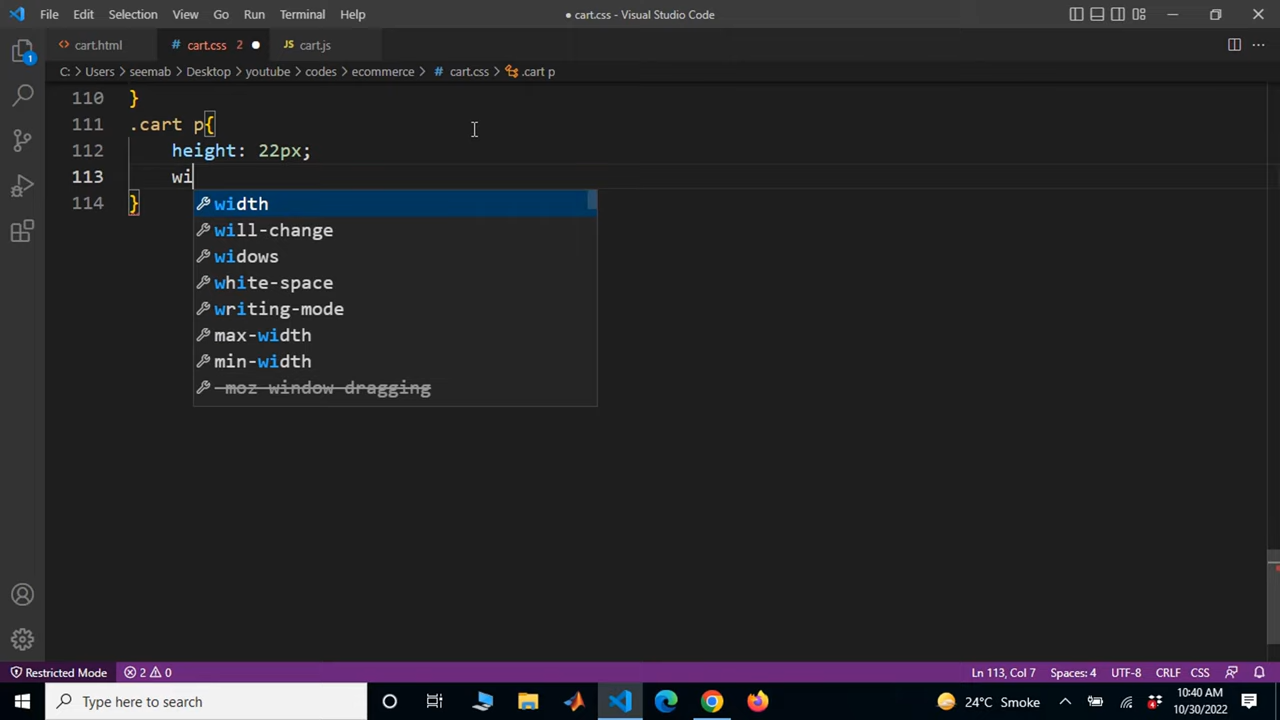 File Edit Selection View Go Run Terminal Help ● cart.css - Visual Studio Code
cart.html # cart.css 2 ● JS cart.js
C: > Users > seemab > Desktop > youtube > codes > ecommerce > # cart.css > .cart p
1
110 }
111 .cart p{
112 height: 22px;
113 wi
114 }
width
will-change
widows
white-space
writing-mode
max-width
min-width
-moz-window-dragging
Restricted Mode 2 0 Ln 113, Col 7 Spaces: 4 UTF-8 CRLF CSS
Type here to search 24°C Smoke 10:40 AM
10/30/2022